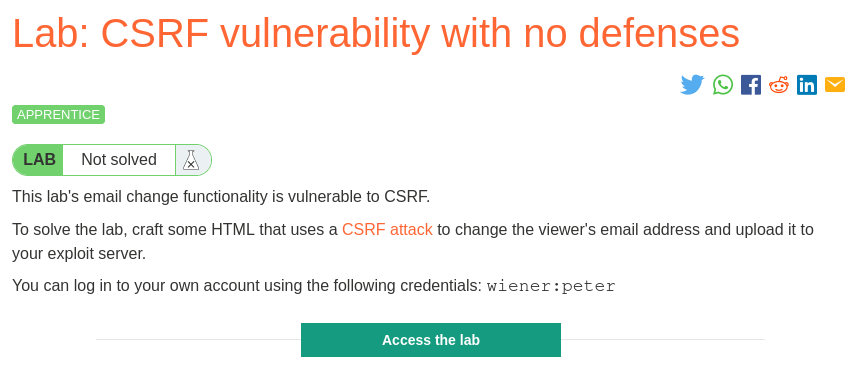 Lab: CSRF vulnerability with no defenses
APPRENTICE
LAB Not solved
This lab's email change functionality is vulnerable to CSRF.
To solve the lab, craft some HTML that uses a CSRF attack to change the viewer's email address and upload it to
your exploit server.
You can log in to your own account using the following credentials: wiener:peter
Access the lab